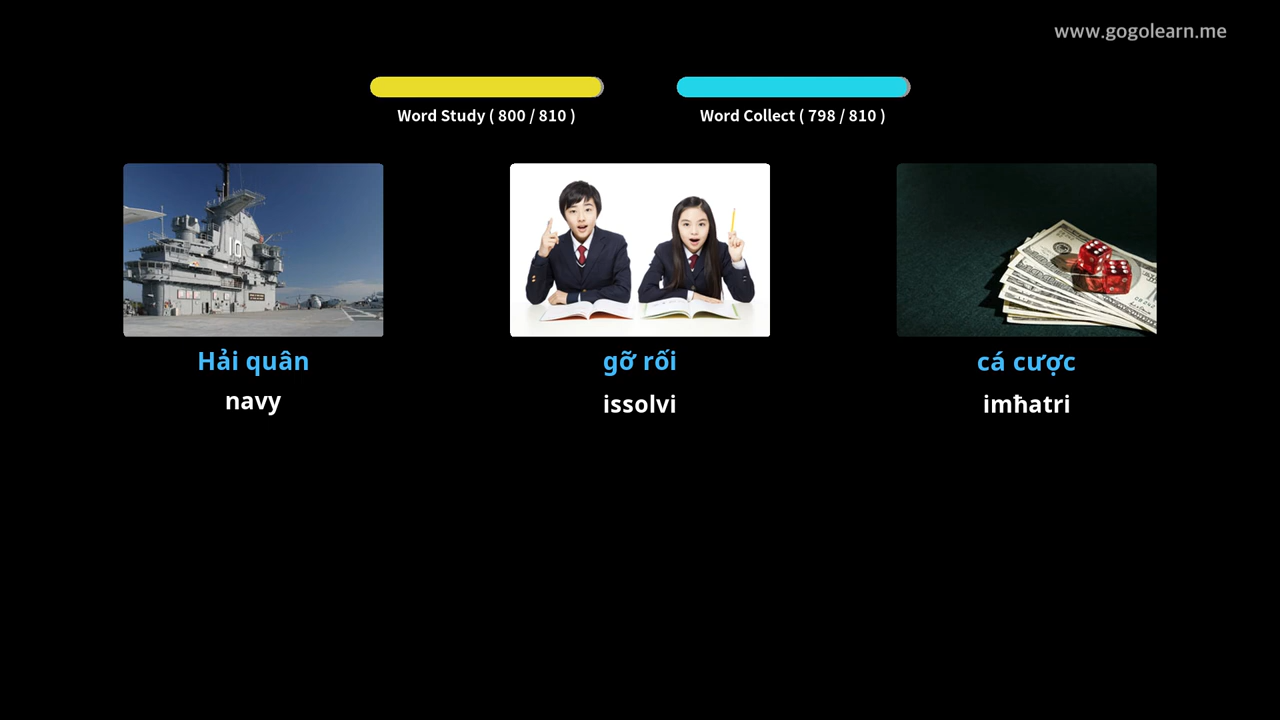 www.gogolearn.me
Word Study ( 800 / 810 )
Word Collect ( 798 / 810 )
10
Hải quân
gỡ rối
cá cược
navy
issolvi
imħatri